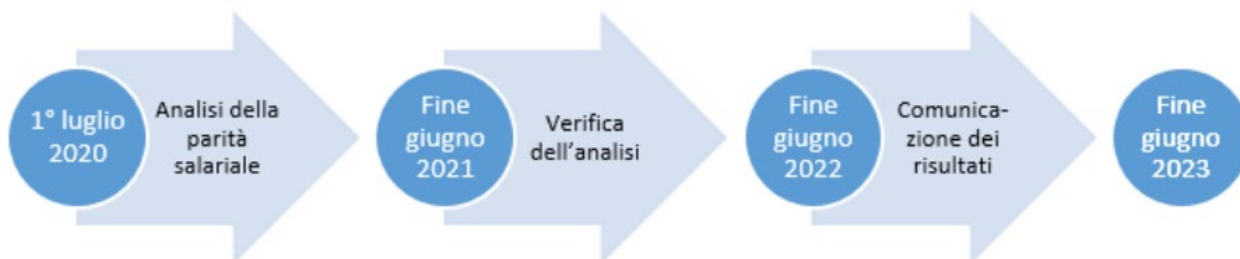 1° luglio
2020
Analisi della
parità
salariale
Fine
giugno
2021
Verifica
dell'analisi
Fine
giugno
2022
Comunica-
zione dei
risultati
Fine
giugno
2023